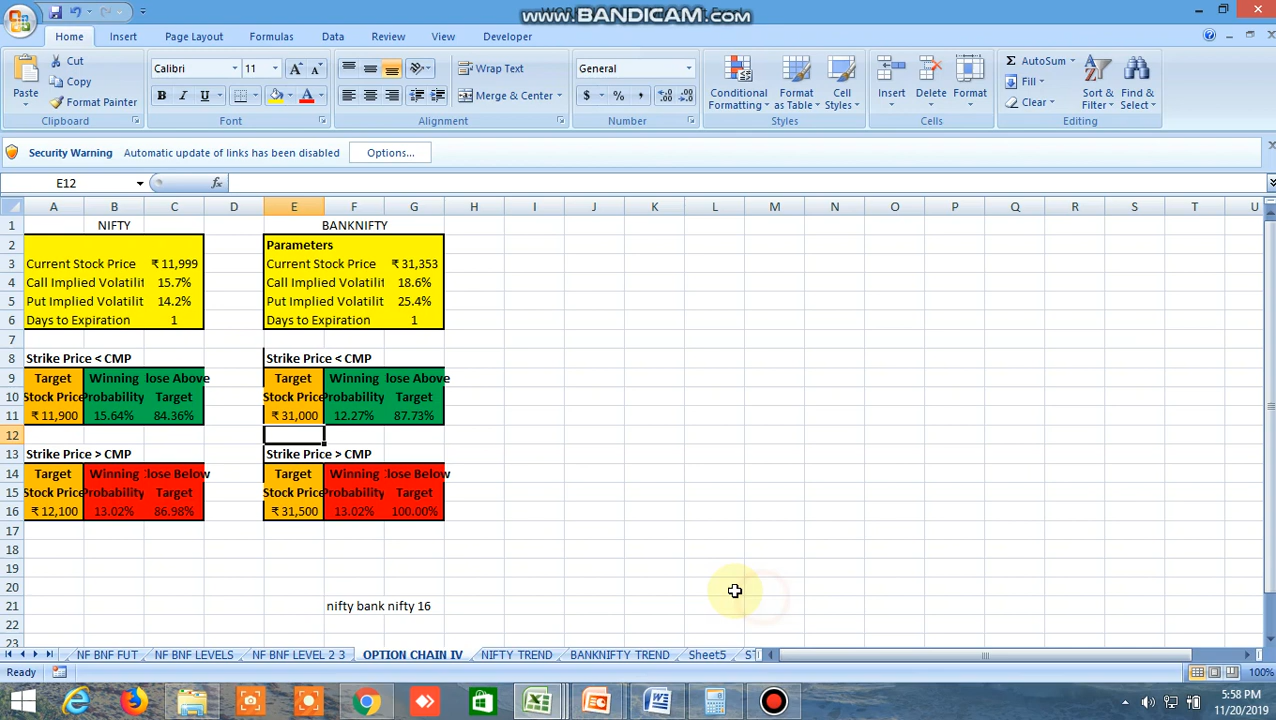 www.BANDICAM.com
Home Insert Page Layout Formulas Data Review View Developer
Paste Cut Copy Format Painter Clipboard
Calibri 11 B I U Font
Wrap Text Merge & Center Alignment
General $ % , Number
Conditional Formatting Format as Table Cell Styles Styles
Insert Delete Format Cells
Σ AutoSum Fill Clear Sort & Filter Find & Select Editing
Security Warning Automatic update of links has been disabled Options...
E12 fx
A B C D E F G H I J K L M N O P Q R S T U
1 NIFTY BANKNIFTY
2 Parameters
3 Current Stock Price ₹ 11,999 Current Stock Price ₹ 31,353
4 Call Implied Volatilit 15.7% Call Implied Volatilit 18.6%
5 Put Implied Volatilit 14.2% Put Implied Volatilit 25.4%
6 Days to Expiration 1 Days to Expiration 1
7
8 Strike Price < CMP Strike Price < CMP
9 Target Winning lose Above Target Winning lose Above
10 Stock Price Probability Target Stock Price Probability Target
11 ₹ 11,900 15.64% 84.36% ₹ 31,000 12.27% 87.73%
12
13 Strike Price > CMP Strike Price > CMP
14 Target Winning lose Below Target Winning lose Below
15 Stock Price Probability Target Stock Price Probability Target
16 ₹ 12,100 13.02% 86.98% ₹ 31,500 13.02% 100.00%
17
18
19
20
21 nifty bank nifty 16
22
23
NF BNF FUT NF BNF LEVELS NF BNF LEVEL 2 3 OPTION CHAIN IV NIFTY TREND BANKNIFTY TREND Sheet5
Ready 100%
5:58 PM
11/20/2019